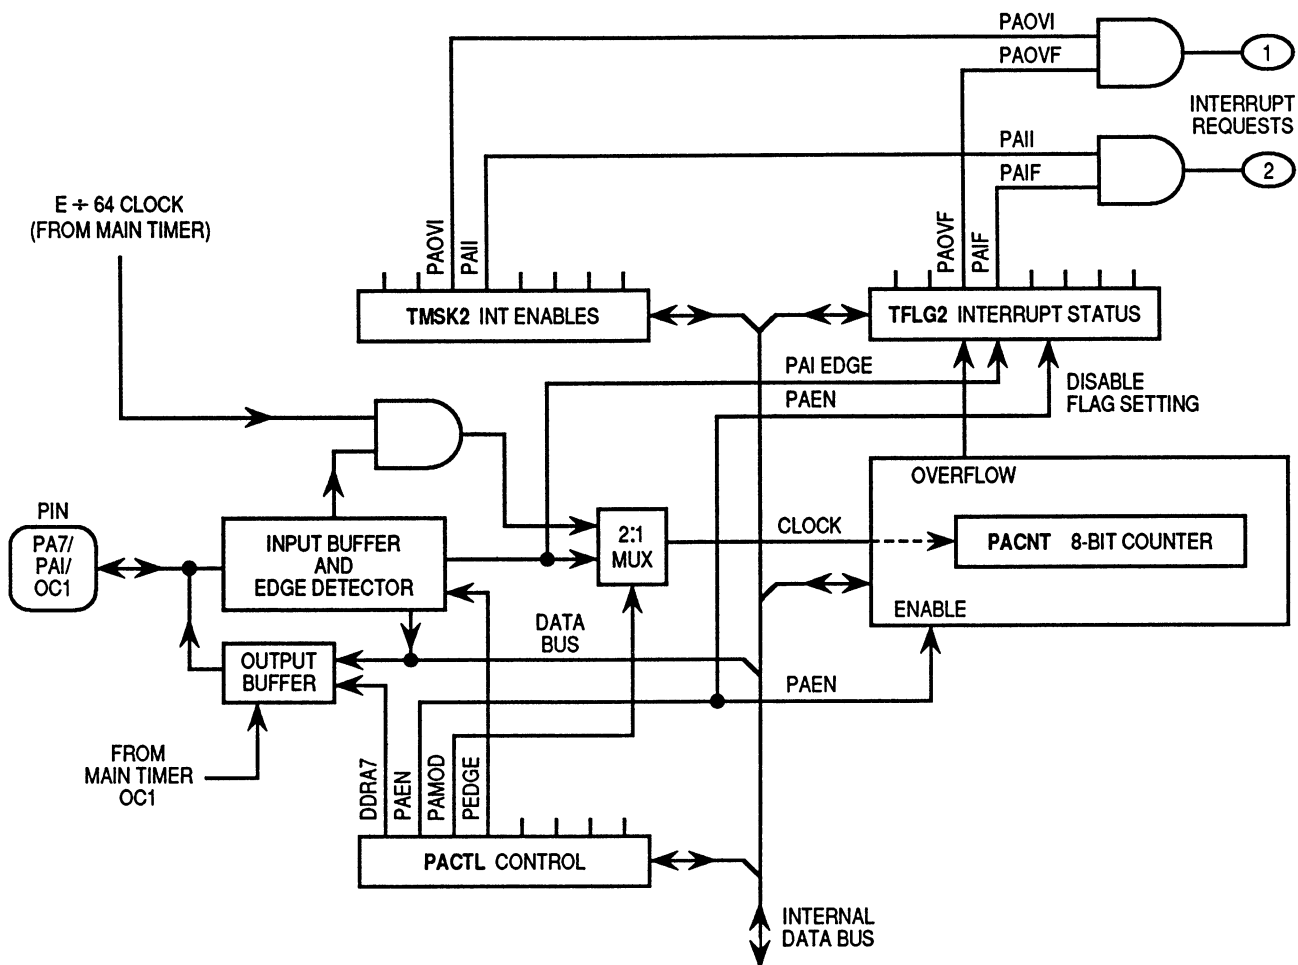 PAOVI
1
PAOVF
INTERRUPT
REQUESTS
PAII
2
PAIF
E ÷ 64 CLOCK
(FROM MAIN TIMER)
PAOVI
PAII
PAOVF
PAIF
TMSK2 INT ENABLES
TFLG2 INTERRUPT STATUS
PAI EDGE
PAEN
DISABLE
FLAG SETTING
OVERFLOW
PIN
PA7/
PAI/
OC1
INPUT BUFFER
AND
EDGE DETECTOR
2:1
MUX
CLOCK
PACNT 8-BIT COUNTER
ENABLE
DATA
BUS
OUTPUT
BUFFER
PAEN
FROM
MAIN TIMER
OC1
DDRA7
PAEN
PAMOD
PEDGE
PACTL CONTROL
INTERNAL
DATA BUS